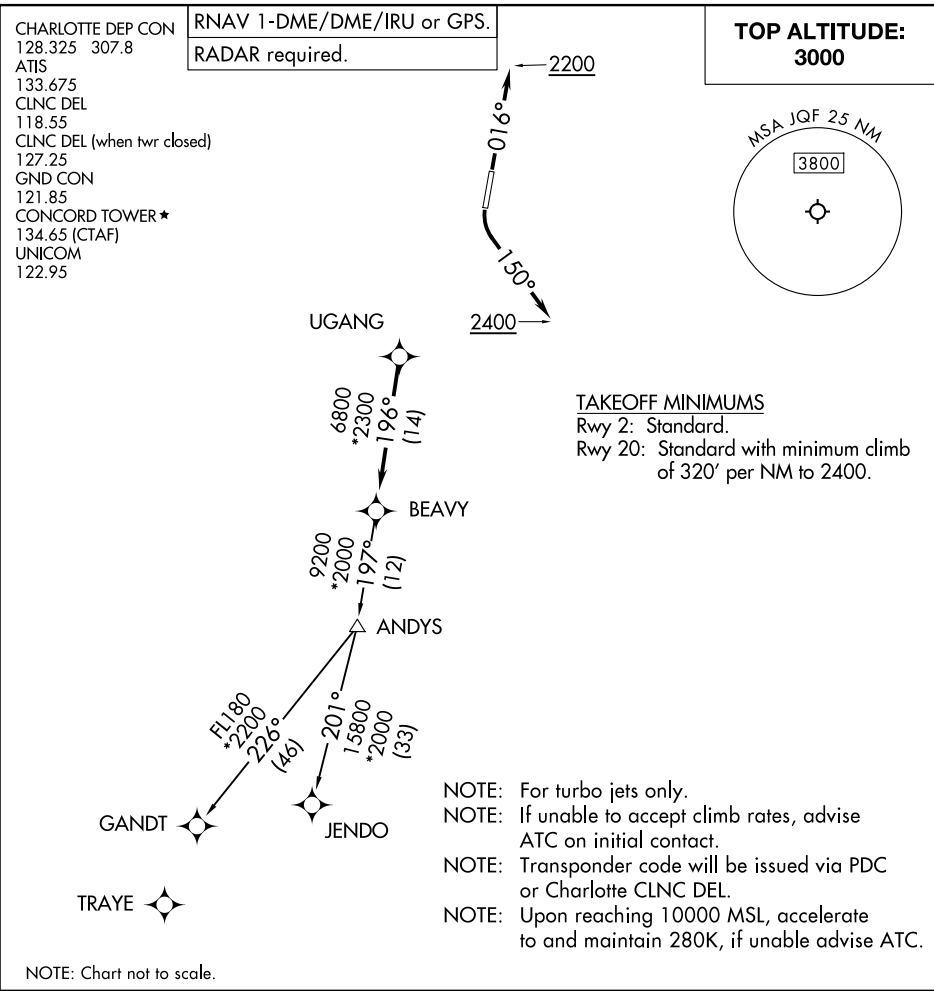 CHARLOTTE DEP CON
128.325 307.8
ATIS
133.675
CLNC DEL
118.55
CLNC DEL (when twr closed)
127.25
GND CON
121.85
CONCORD TOWER ★
134.65 (CTAF)
UNICOM
122.95
RNAV 1-DME/DME/IRU or GPS.
RADAR required.
TOP ALTITUDE:
3000
MSA JQF 25 NM
3800
2200
016°
150°
2400
UGANG
6800
*2300
196°
(14)
TAKEOFF MINIMUMS
Rwy 2: Standard.
Rwy 20: Standard with minimum climb
of 320' per NM to 2400.
BEAVY
9200
*2000
197°
(12)
ANDYS
FL180
*2200
226°
(46)
201°
15800
*2000
(33)
GANDT
JENDO
TRAYE
NOTE: For turbo jets only.
NOTE: If unable to accept climb rates, advise
ATC on initial contact.
NOTE: Transponder code will be issued via PDC
or Charlotte CLNC DEL.
NOTE: Upon reaching 10000 MSL, accelerate
to and maintain 280K, if unable advise ATC.
NOTE: Chart not to scale.